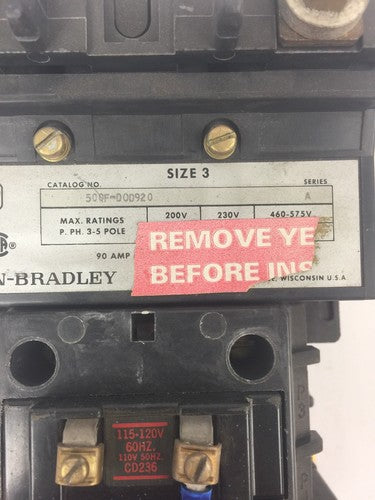 SIZE 3
CATALOG NO. SERIES
509F-DOD920 A
MAX. RATINGS 200V 230V 460-575V
P. PH. 3-5 POLE
REMOVE YE
90 AMP
BEFORE INS
N-BRADLEY
WISCONSIN U.S.A
115-120V
60HZ.
110V 50HZ.
CD236